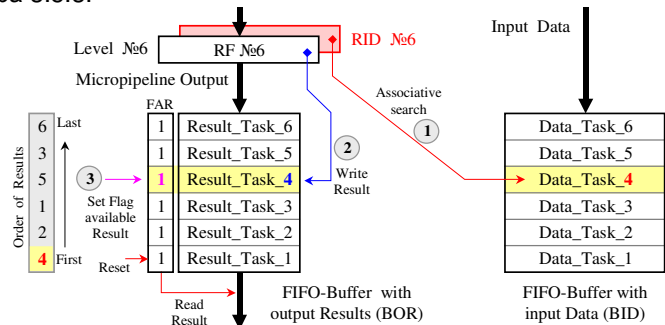 Level №6
RF №6
RID №6
Input Data
Micropipeline Output
Associative
search
1
FAR
6 Last
3
5
1
2
4 First
Order of Results
1 Result_Task_6
1 Result_Task_5
1 Result_Task_4
1 Result_Task_3
1 Result_Task_2
1 Result_Task_1
2
Write
Result
3
Set Flag
available
Result
Reset
Read
Result
Data_Task_6
Data_Task_5
Data_Task_4
Data_Task_3
Data_Task_2
Data_Task_1
FIFO-Buffer with
output Results (BOR)
FIFO-Buffer with
input Data (BID)